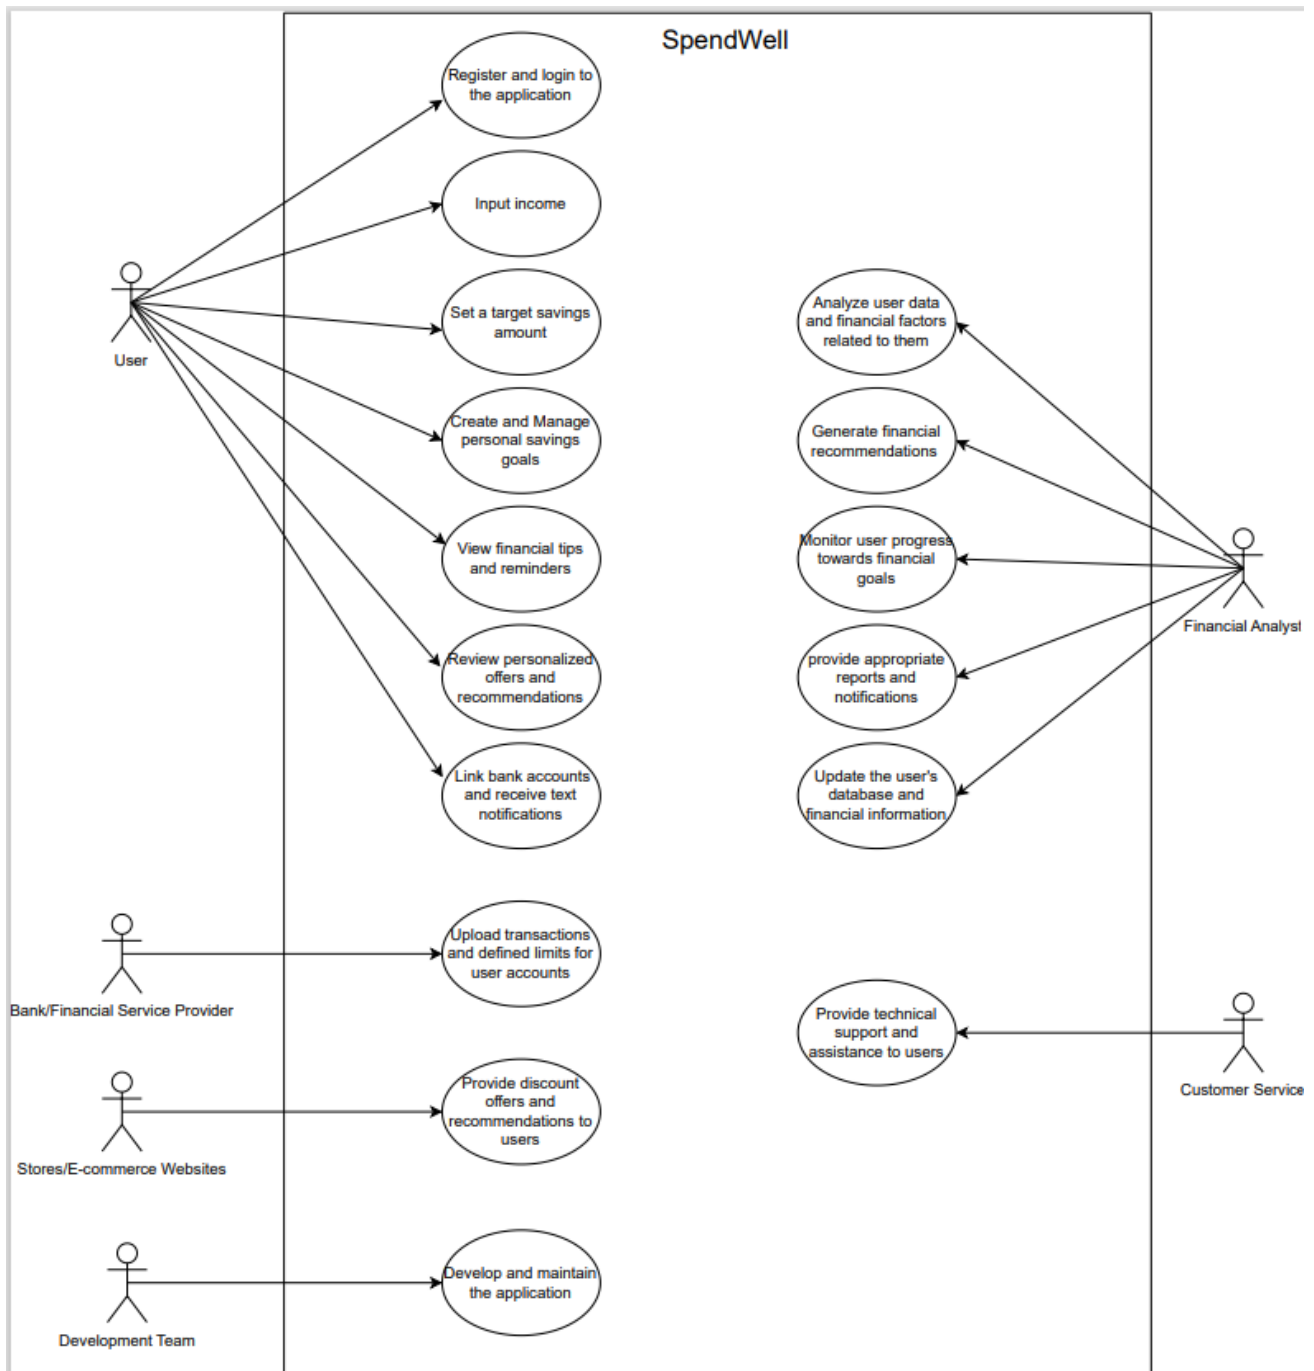 SpendWell
Register and login to
the application
Input income
Set a target savings
amount
Create and Manage
personal savings
goals
View financial tips
and reminders
Review personalized
offers and
recommendations
Link bank accounts
and receive text
notifications
User
Analyze user data
and financial factors
related to them
Generate financial
recommendations
Monitor user progress
towards financial
goals
provide appropriate
reports and
notifications
Update the user's
database and
financial information
Financial Analyst
Upload transactions
and defined limits for
user accounts
Bank/Financial Service Provider
Provide technical
support and
assistance to users
Customer Service
Provide discount
offers and
recommendations to
users
Stores/E-commerce Websites
Develop and maintain
the application
Development Team